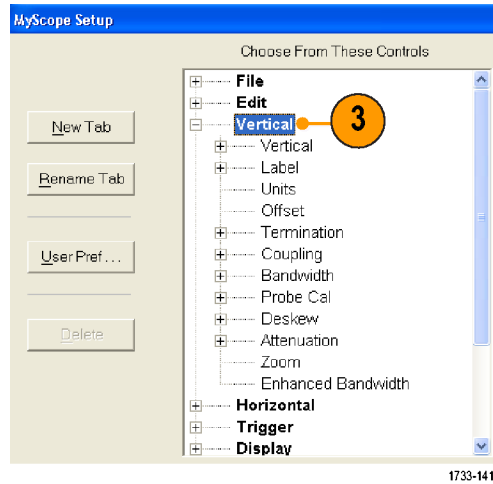 MyScope Setup
Choose From These Controls
File
Edit
Vertical
3
Vertical
Label
Units
Offset
Termination
Coupling
Bandwidth
Probe Cal
Deskew
Attenuation
Zoom
Enhanced Bandwidth
Horizontal
Trigger
Display
New Tab
Rename Tab
User Pref...
Delete
1733-141